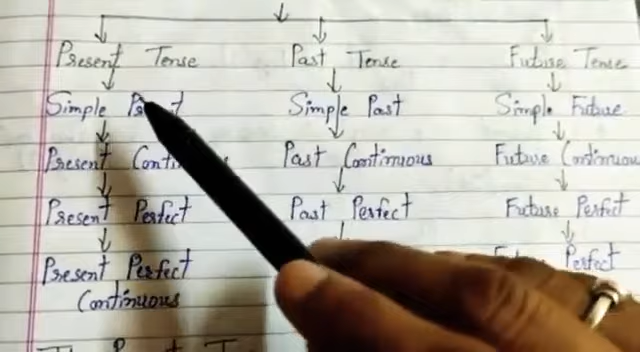 Present Tense Past Tense Future Tense
Simple Past Simple Future
Simple
Present Past Continuous Future
Present Perfect Past Perfect Future Perfect
Present Perfect Perfect
Continuous